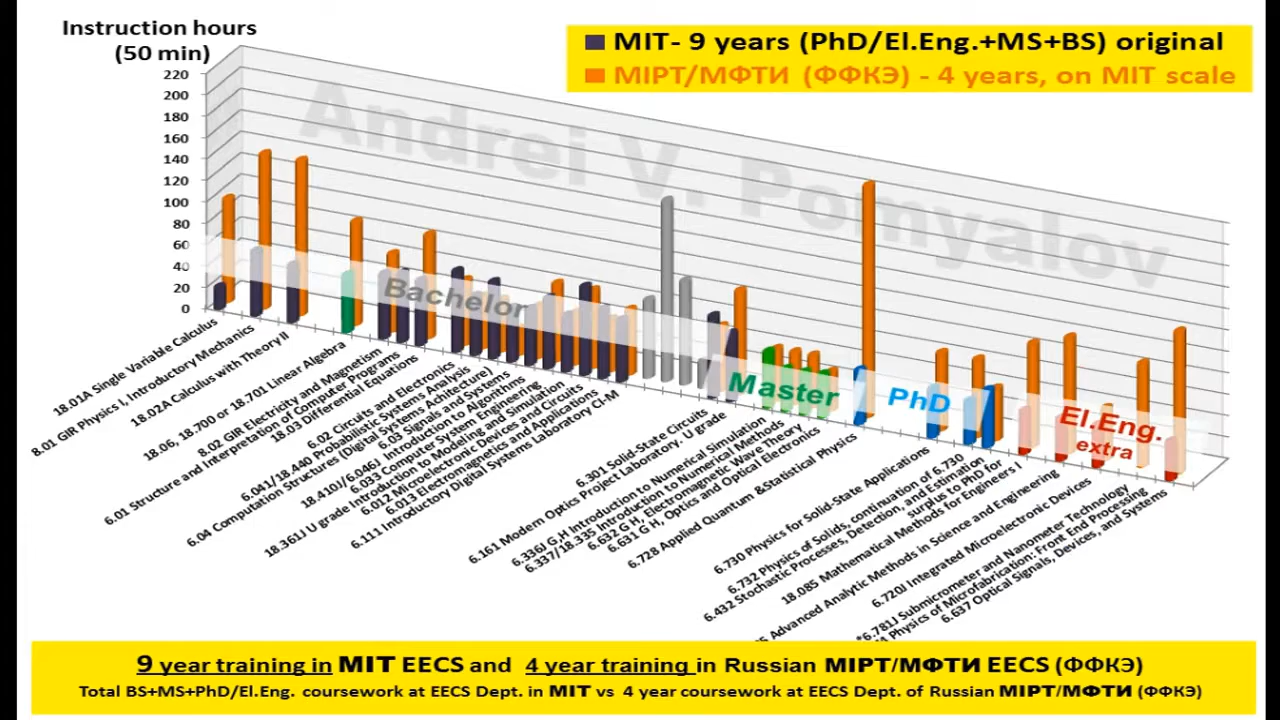 Instruction hours
(50 min)
MIT- 9 years (PhD/El.Eng.+MS+BS) original
MIPT/МФТИ (ФФКЭ) - 4 years, on MIT scale
Andrei V. Pomyalov
220
200
180
160
140
120
100
80
60
40
20
0
Bachelor
Master
PhD
El.Eng.
extra
18.01A Single Variable Calculus
8.01 GIR Physics I, Introductory Mechanics
18.02A Calculus with Theory II
18.06, 18.700 or 18.701 Linear Algebra
8.02 GIR Electricity and Magnetism
6.01 Structure and Interpretation of Computer Programs
18.03 Differential Equations
6.02 Circuits and Electronics
6.041/18.440 Probabilistic Systems Analysis
6.04 Computation Structures (Digital Systems Achitecture)
6.03 Signals and Systems
18.410J/(6.046J) Introduction to Algorithms
6.033 Computer System Engineering
18.361J U grade Introduction to Modeling and Simulation
6.012 Microelectronic Devices and Circuits
6.013 Electromagnetics and Applications
6.111 Introductory Digital Systems Laboratory CI-M
6.301 Solid-State Circuits
6.161 Modern Optics Project Laboratory. U grade
6.336J G,H Introduction to Numerical Simulation
6.337/18.335 Introduction to Numerical Methods
6.632 G H, Electromagnetic Wave Theory
6.631 G H, Optics and Optical Electronics
6.728 Applied Quantum &Statistical Physics
6.730 Physics for Solid-State Applications
6.732 Physics of Solids, continuation of 6.730
6.432 Stochastic Processes, Detection, and Estimation
surplus to PhD for
18.085 Mathematical Methods for Engineers I
Advanced Analytic Methods in Science and Engineering
6.720J Integrated Microelectronic Devices
*6.781J Submicrometer and Nanometer Technology
Physics of Microfabrication: Front End Processing
6.637 Optical Signals, Devices, and Systems
9 year training in MIT EECS and 4 year training in Russian MIPT/МФТИ EECS (ФФКЭ)
Total BS+MS+PhD/El.Eng. coursework at EECS Dept. in MIT vs 4 year coursework at EECS Dept. of Russian MIPT/МФТИ (ФФКЭ)